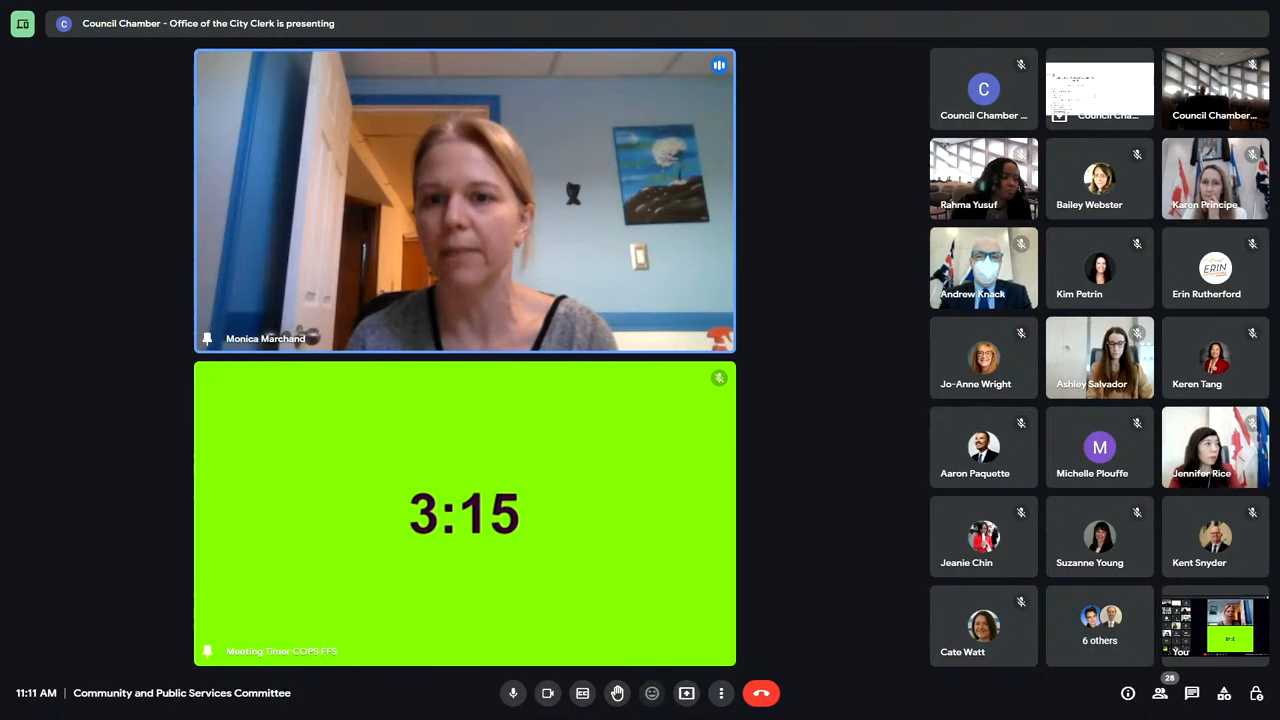 C
Council Chamber - Office of the City Clerk is presenting
Monica Marchand
3:15
Meeting Timer COPS FFS
C
Council Chamber ...
Council Cha...
Council Chamber...
Rahma Yusuf
Bailey Webster
Karen Principe
Andrew Knack
Kim Petrin
ERIN
Erin Rutherford
Jo-Anne Wright
Ashley Salvador
Keren Tang
Aaron Paquette
M
Michelle Plouffe
Jennifer Rice
Jeanie Chin
Suzanne Young
Kent Snyder
Cate Watt
6 others
You
11:11 AM | Community and Public Services Committee
28